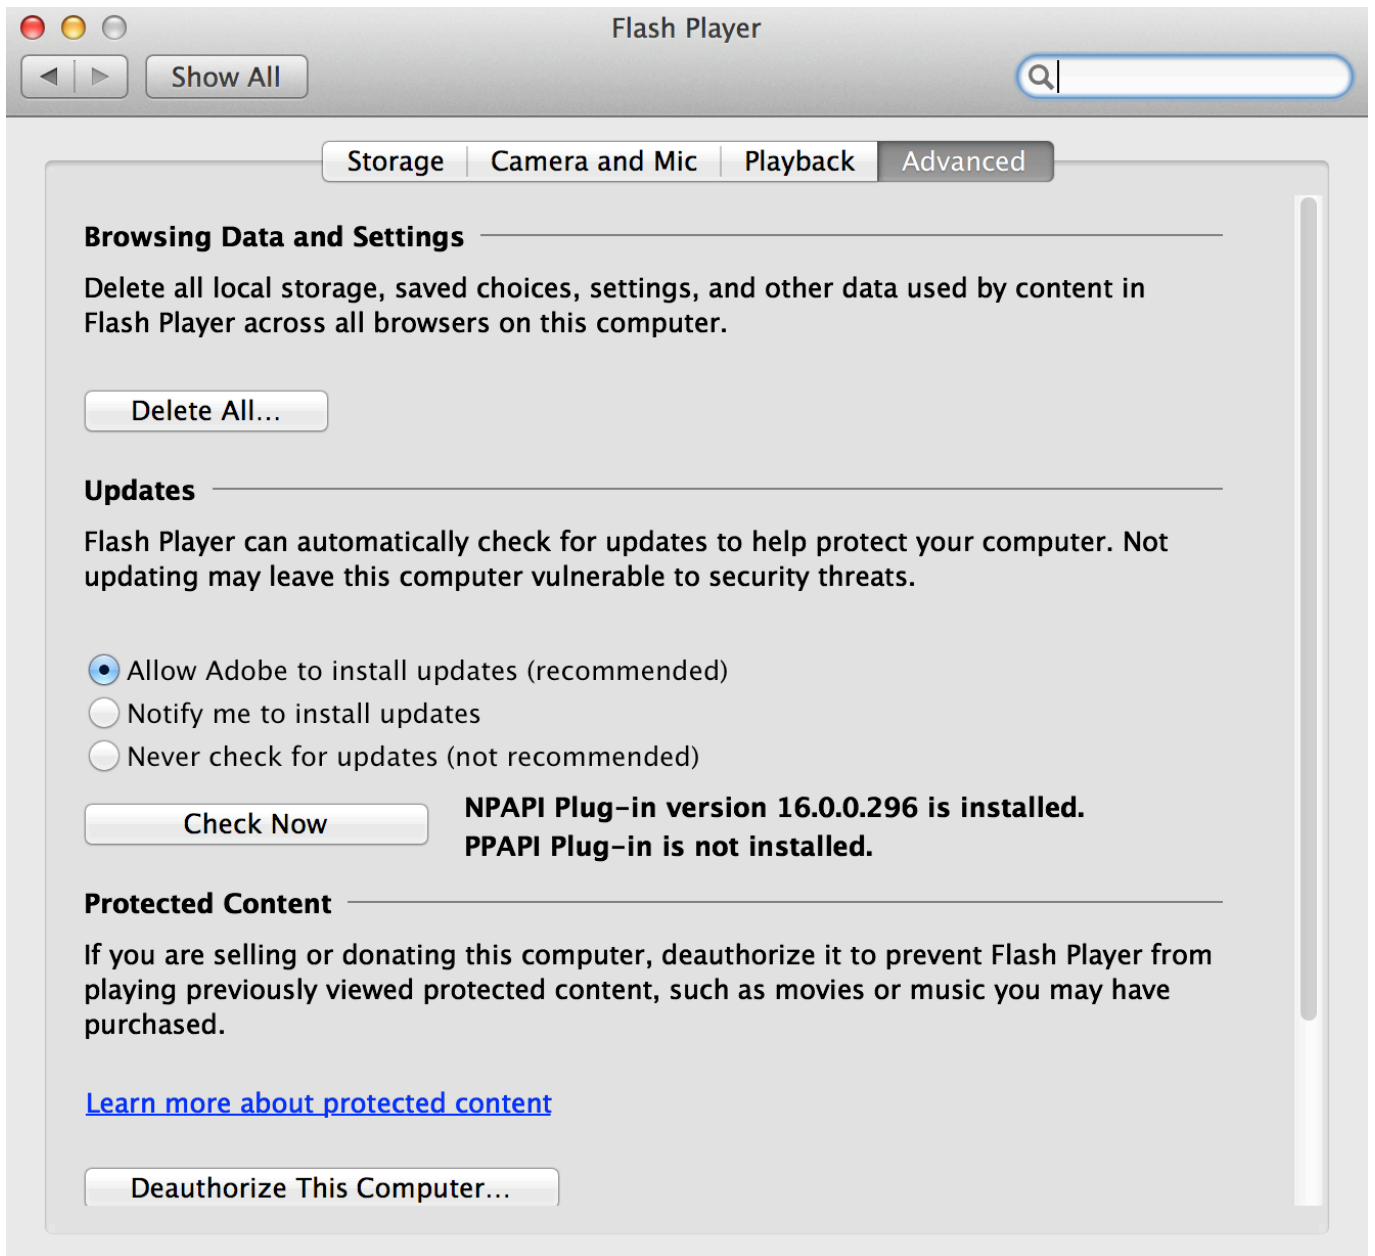 Flash Player
Show All
Storage
Camera and Mic
Playback
Advanced
Browsing Data and Settings
Delete all local storage, saved choices, settings, and other data used by content in
Flash Player across all browsers on this computer.
Delete All...
Updates
Flash Player can automatically check for updates to help protect your computer. Not
updating may leave this computer vulnerable to security threats.
Allow Adobe to install updates (recommended)
Notify me to install updates
Never check for updates (not recommended)
Check Now
NPAPI Plug-in version 16.0.0.296 is installed.
PPAPI Plug-in is not installed.
Protected Content
If you are selling or donating this computer, deauthorize it to prevent Flash Player from
playing previously viewed protected content, such as movies or music you may have
purchased.
Learn more about protected content
Deauthorize This Computer...